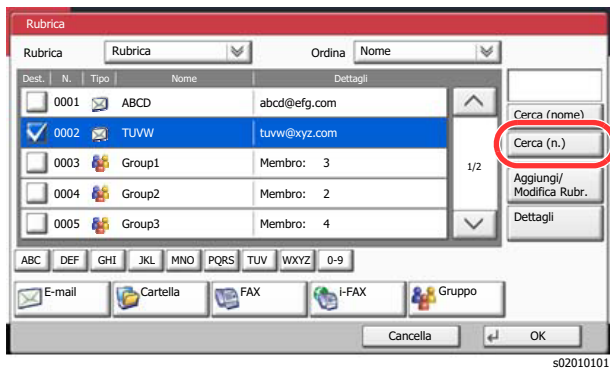 Rubrica
Rubrica Rubrica Ordina Nome
Dest. N. Tipo Nome Dettagli
0001 ABCD abcd@efg.com
0002 TUVW tuvw@xyz.com
0003 Group1 Membro: 3
0004 Group2 Membro: 2
0005 Group3 Membro: 4
1/2
Cerca (nome)
Cerca (n.)
Aggiungi/
Modifica Rubr.
Dettagli
ABC DEF GHI JKL MNO PQRS TUV WXYZ 0-9
E-mail Cartella FAX i-FAX Gruppo
Cancella OK
s02010101